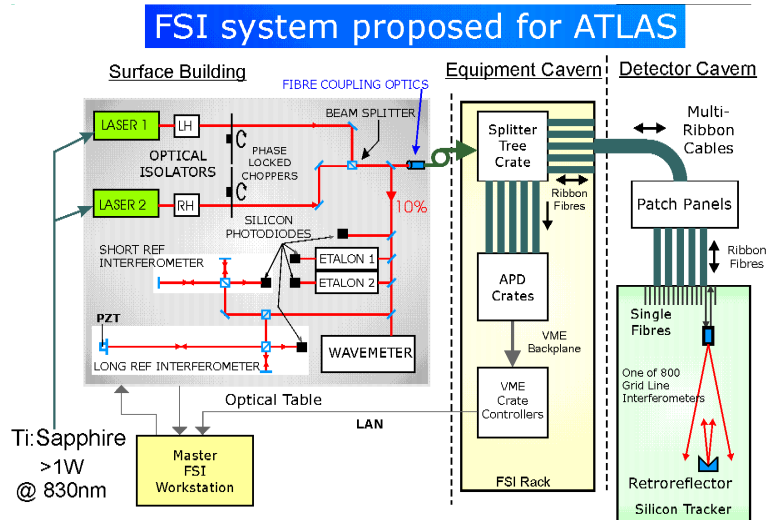 FSI system proposed for ATLAS
Surface Building
Equipment Cavern
Detector Cavern
FIBRE COUPLING OPTICS
BEAM SPLITTER
LASER 1
LH
OPTICAL
ISOLATORS
PHASE
LOCKED
CHOPPERS
LASER 2
RH
10%
SILICON
PHOTODIODES
SHORT REF
INTERFEROMETER
ETALON 1
ETALON 2
PZT
LONG REF INTERFEROMETER
WAVEMETER
Optical Table
LAN
Ti:Sapphire
>1W
@ 830nm
Master
FSI
Workstation
Splitter
Tree
Crate
Ribbon
Fibres
APD
Crates
VME
Backplane
VME
Crate
Controllers
FSI Rack
Multi-
Ribbon
Cables
Patch Panels
Ribbon
Fibres
Single
Fibres
One of 800
Grid Line
Interferometers
Retroreflector
Silicon Tracker